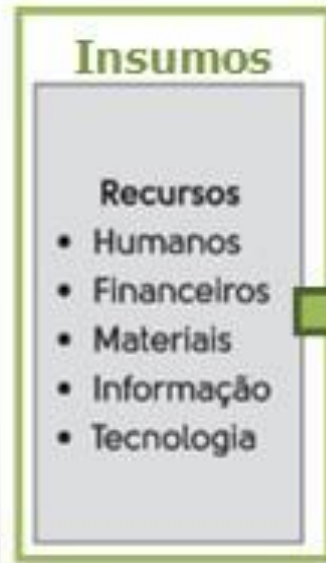 Insumos
Recursos
• Humanos
• Financeiros
• Materiais
• Informação
• Tecnologia